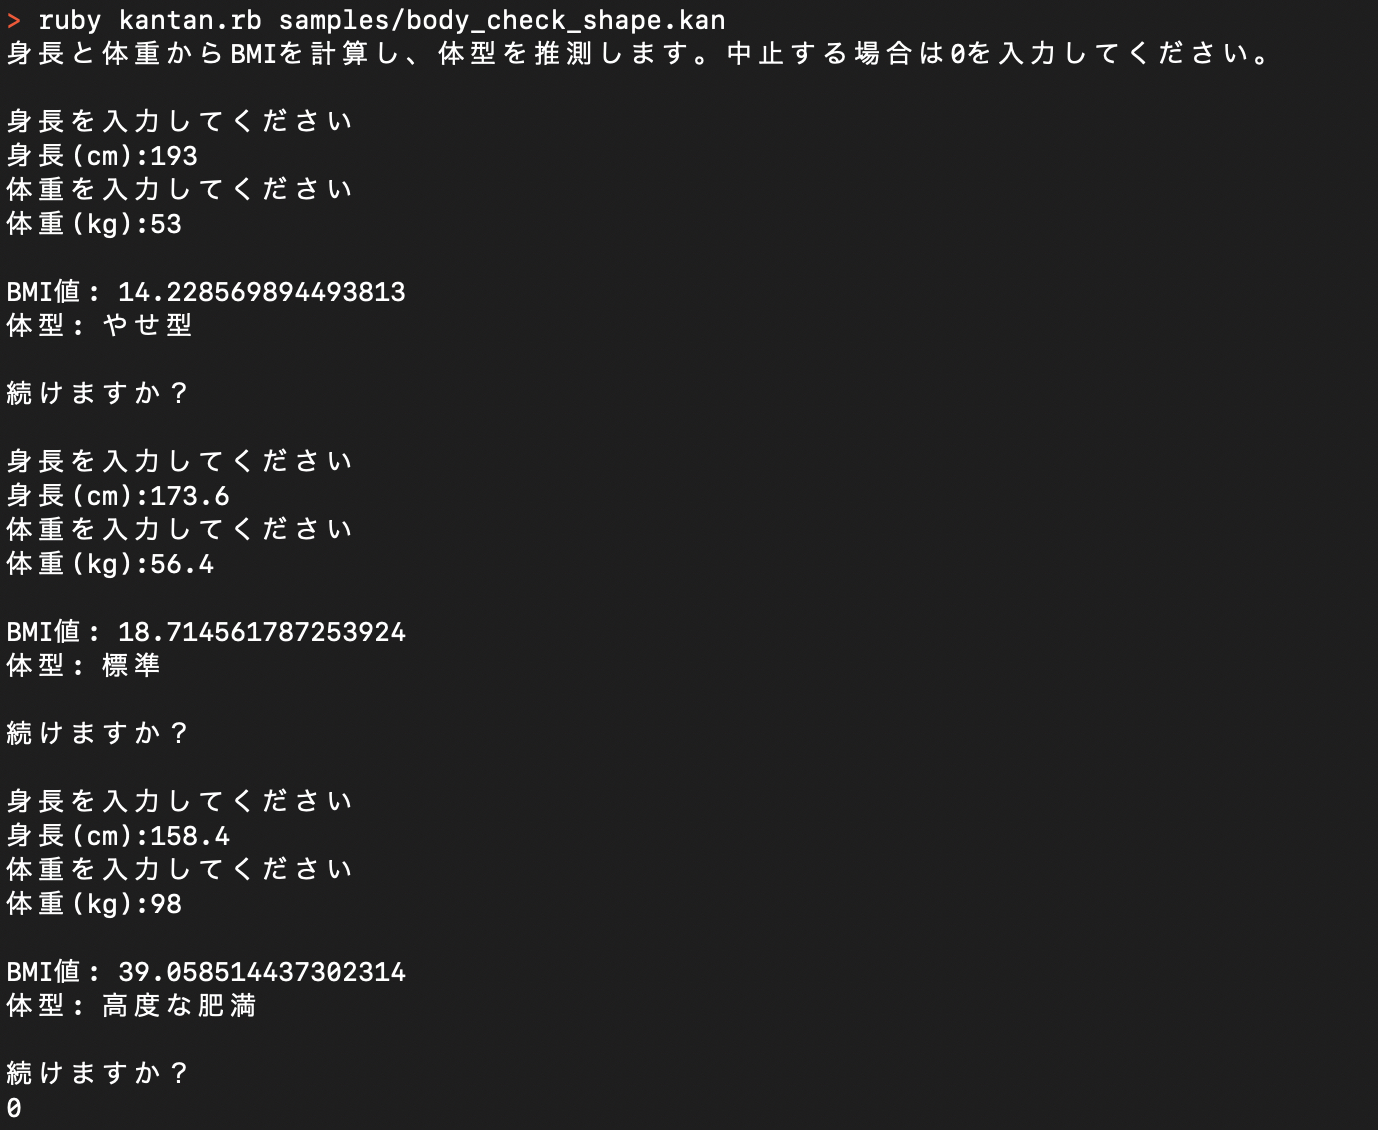 > ruby kantan.rb samples/body_check_shape.kan
身長と体重からBMIを計算し、体型を推測します。中止する場合は0を入力してください。
身長を入力してください
身長(cm):193
体重を入力してください
体重(kg):53
BMI値: 14.228569894493813
体型: やせ型
続けますか？
身長を入力してください
身長(cm):173.6
体重を入力してください
体重(kg):56.4
BMI値: 18.714561787253924
体型: 標準
続けますか？
身長を入力してください
身長(cm):158.4
体重を入力してください
体重(kg):98
BMI値: 39.058514437302314
体型: 高度な肥満
続けますか？
0